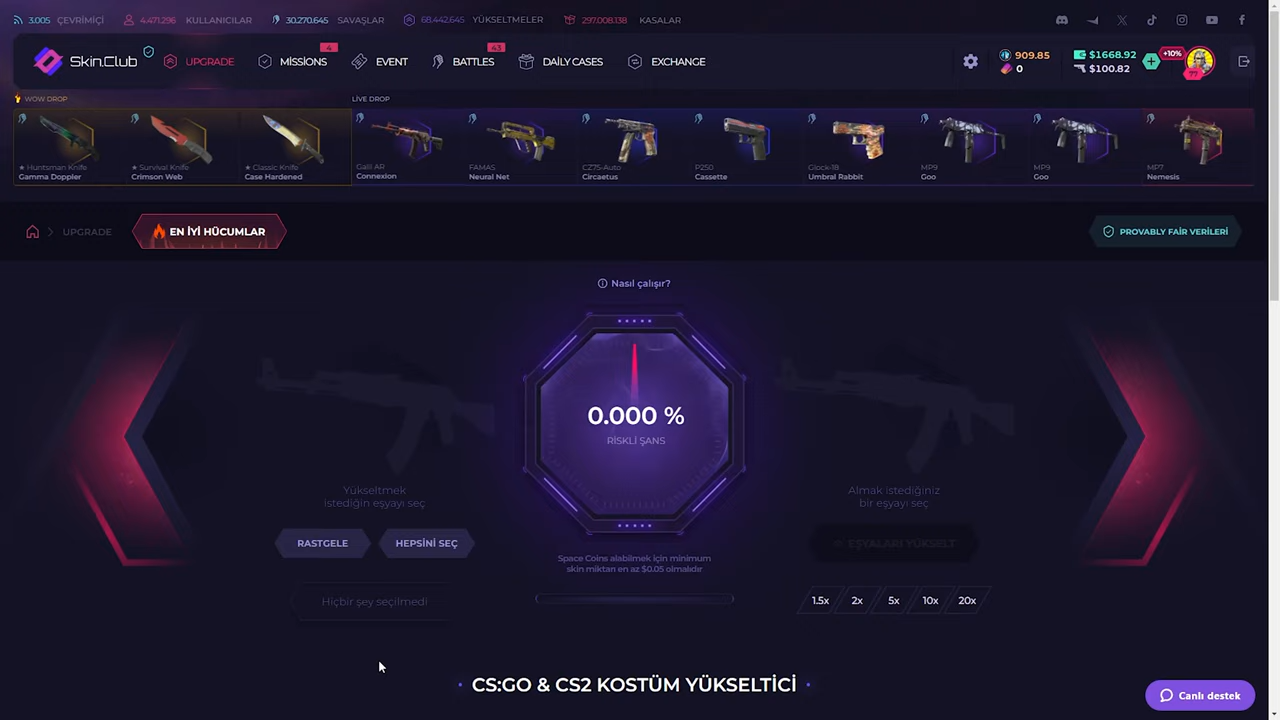 3.005 ÇEVRİMİÇİ 4.471.296 KULLANICILAR 30.270.645 SAVAŞLAR 68.442.645 YÜKSELTMELER 297.008.138 KASALAR
Skin.Club UPGRADE 4 MISSIONS EVENT 43 BATTLES DAILY CASES EXCHANGE 909.85 0 $1668.92 $100.82 +10% 77
WOW DROP LİVE DROP
★ Huntsman Knife
Gamma Doppler
★ Survival Knife
Crimson Web
★ Classic Knife
Case Hardened
Galil AR
Connexion
FAMAS
Neural Net
CZ75-Auto
Circaetus
P250
Cassette
Glock-18
Umbral Rabbit
MP9
Goo
MP9
Goo
MP7
Nemesis
UPGRADE EN İYİ HÜCUMLAR PROVABLY FAIR VERİLERİ
Nasıl çalışır?
0.000 %
RİSKLİ ŞANS
Yükseltmek
istediğin eşyayı seç
Almak istediğiniz
bir eşyayı seç
RASTGELE HEPSİNİ SEÇ EŞYALARI YÜKSELT
Space Coins alabilmek için minimum
skin miktarı en az $0.05 olmalıdır
Hiçbir şey seçilmedi 1.5x 2x 5x 10x 20x
CS:GO & CS2 KOSTÜM YÜKSELTİCİ
Canlı destek